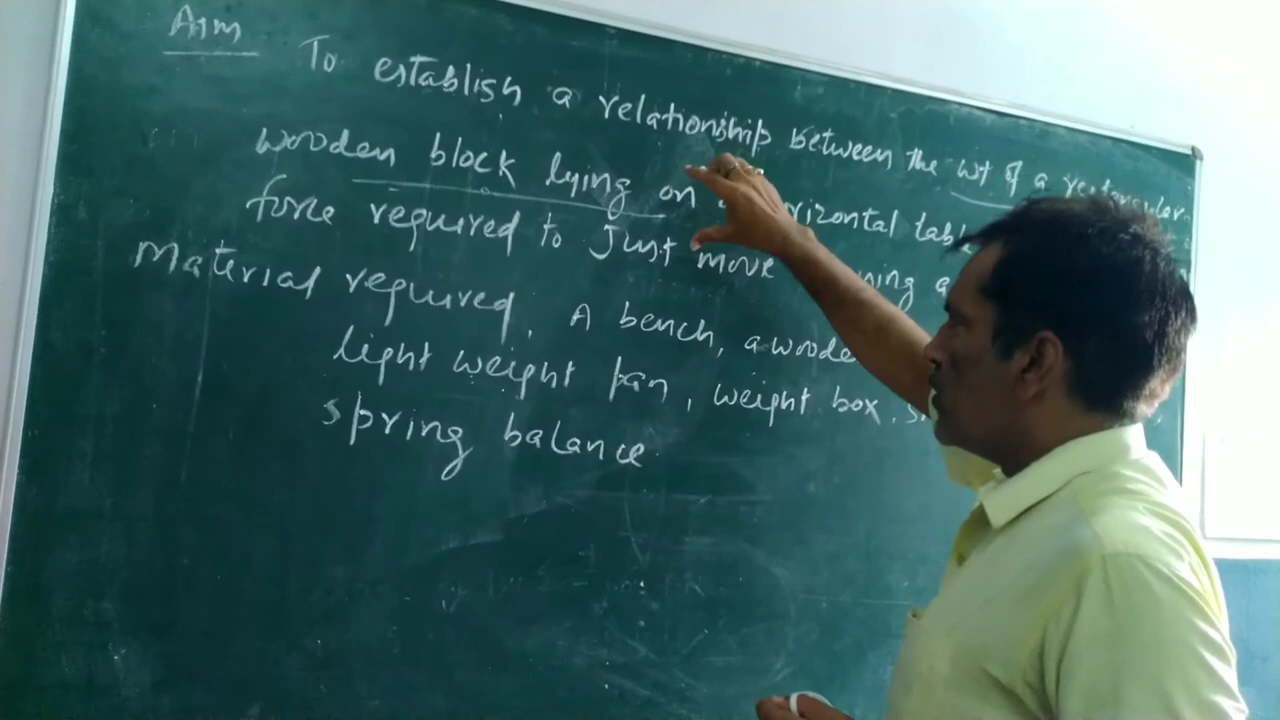 Aim To establish a relationship between the wt of a rectangular
wooden block lying on a horizontal table
force required to just move using a
Material required, A bench, a wooden
light weight pan, weight box,
spring balance